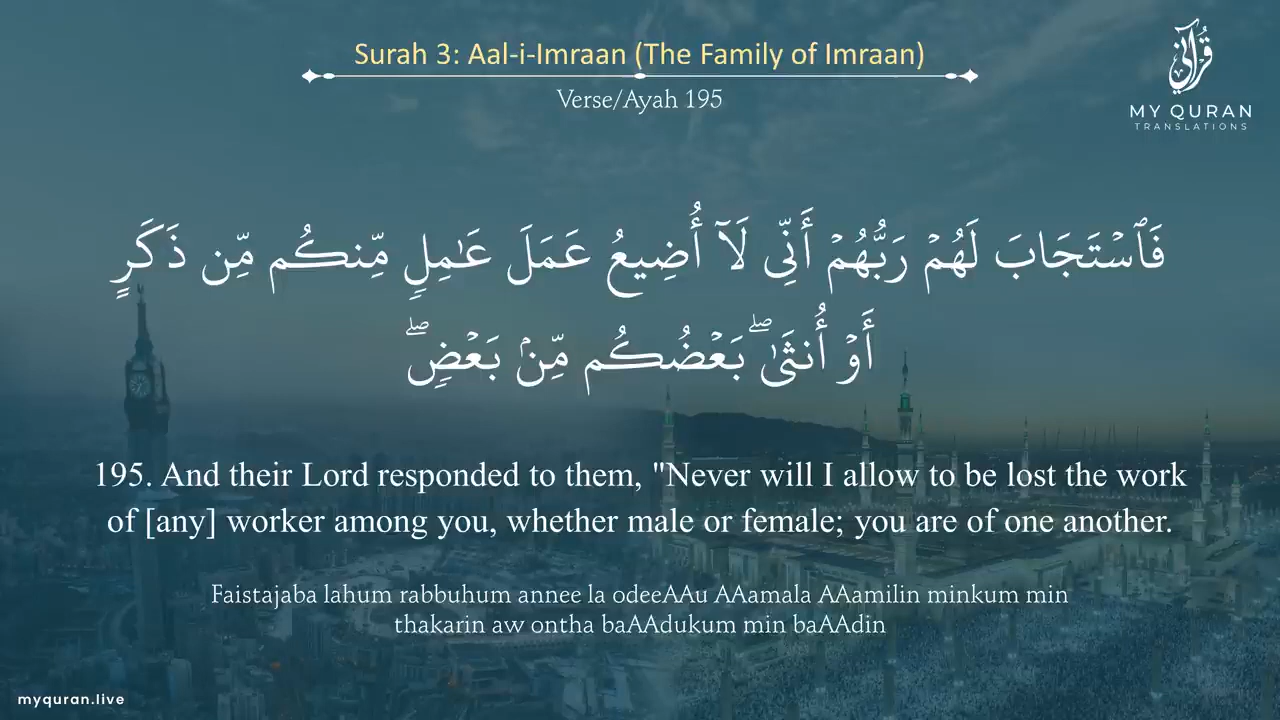 Surah 3: Aal-i-Imraan (The Family of Imraan)
Verse/Ayah 195
قُرْآنِي
MY QURAN
TRANSLATIONS
فَٱسْتَجَابَ لَهُمْ رَبُّهُمْ أَنِّى لَآ أُضِيعُ عَمَلَ عَـٰمِلٍۢ مِّنكُم مِّن ذَكَرٍ
أَوْ أُنثَىٰ ۖ بَعْضُكُم مِّنۢ بَعْضٍۢ ۖ
195. And their Lord responded to them, "Never will I allow to be lost the work
of [any] worker among you, whether male or female; you are of one another.
Faistajaba lahum rabbuhum annee la odeeAAu AAamala AAamilin minkum min
thakarin aw ontha baAAdukum min baAAdin
myquran.live